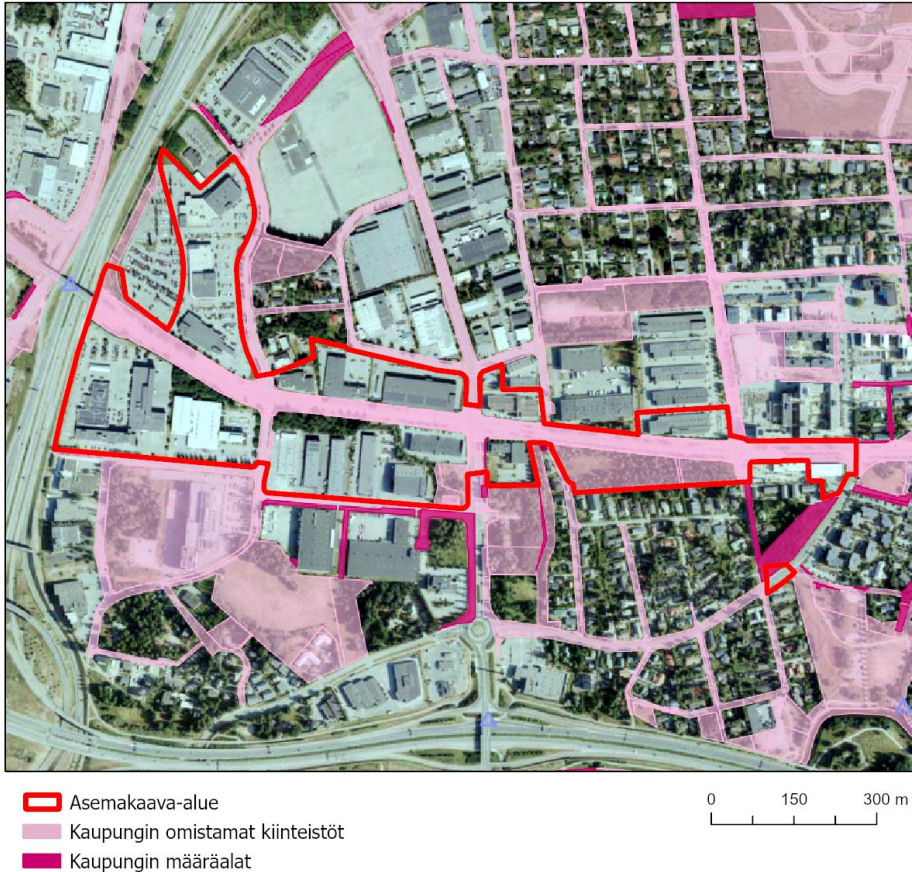 Asemakaava-alue
Kaupungin omistamat kiinteistöt
Kaupungin määräalat
0 150 300 m